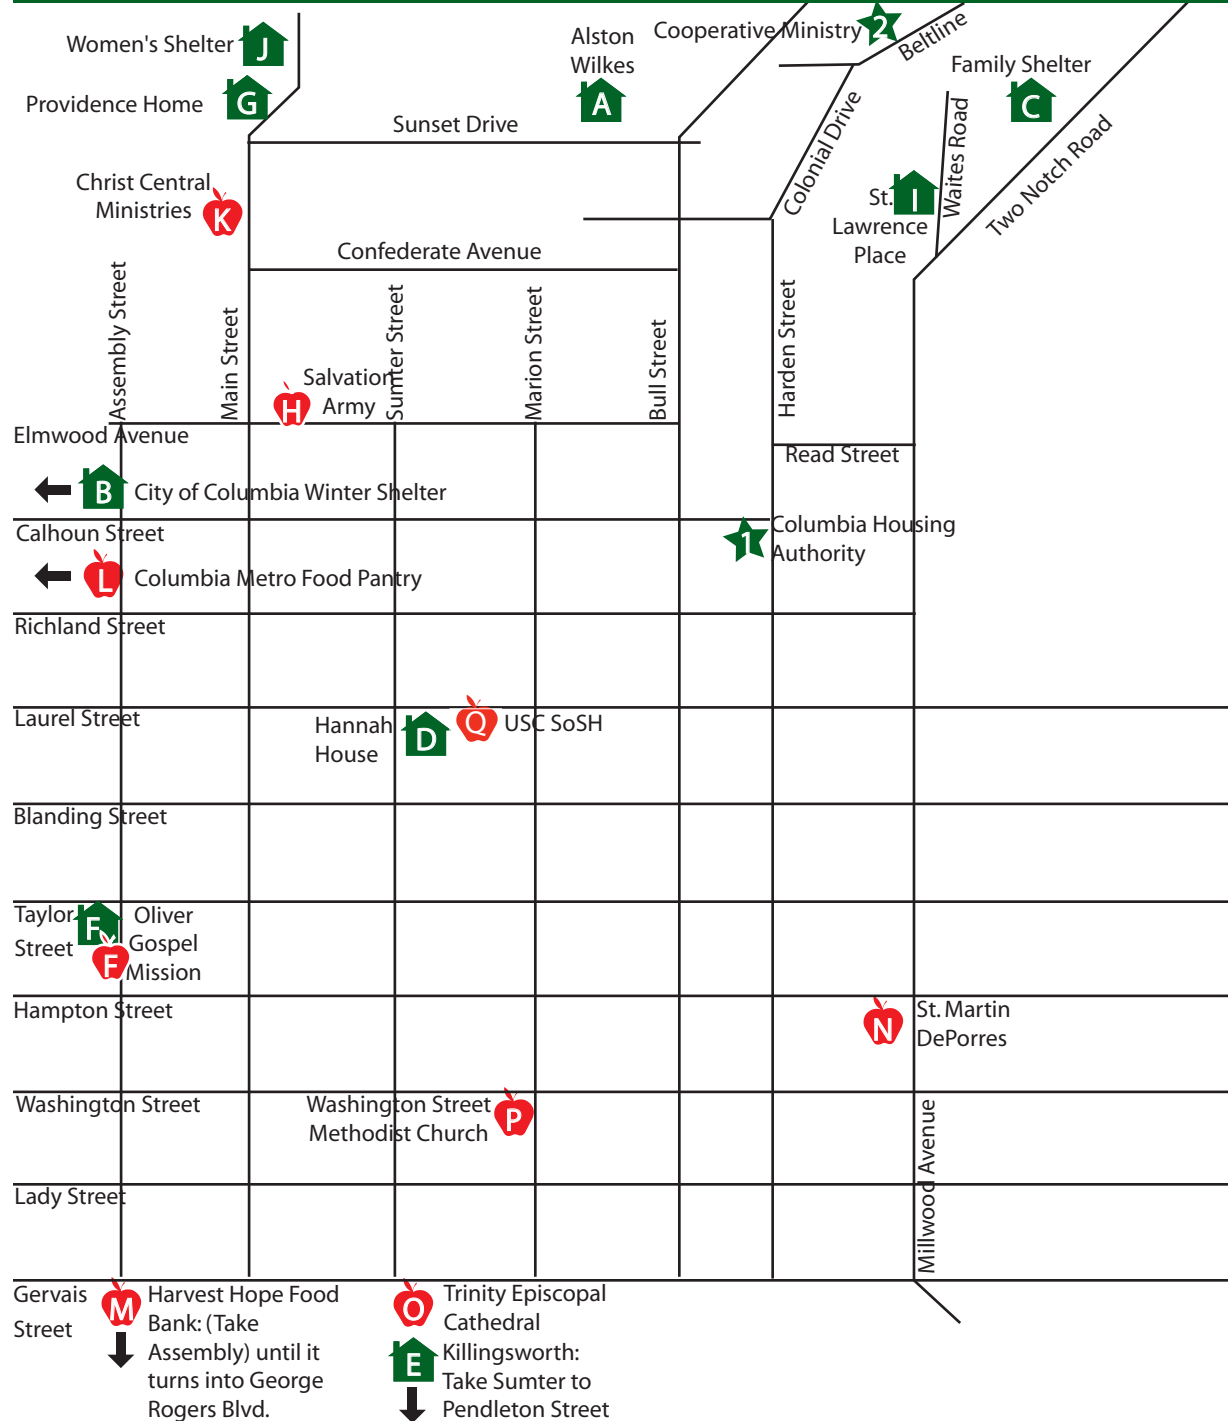 Women's Shelter
J
Providence Home
G
Alston
Wilkes
A
Cooperative Ministry
2
Beltline
Family Shelter
C
Sunset Drive
Colonial Drive
Waites Road
Two Notch Road
Christ Central
Ministries
K
St.
Lawrence
Place
I
Confederate Avenue
Assembly Street
Main Street
Sumter Street
Marion Street
Bull Street
Harden Street
Salvation
Army
H
Elmwood Avenue
Read Street
B
City of Columbia Winter Shelter
Calhoun Street
1
Columbia Housing
Authority
L
Columbia Metro Food Pantry
Richland Street
Laurel Street
Hannah
House
D
Q
USC SoSH
Blanding Street
Taylor
Street
F
F
Oliver
Gospel
Mission
Hampton Street
N
St. Martin
DePorres
Washington Street
Washington Street
Methodist Church
P
Lady Street
Millwood Avenue
Gervais
Street
M
Harvest Hope Food
Bank: (Take
Assembly) until it
turns into George
Rogers Blvd.
O
Trinity Episcopal
Cathedral
E
Killingsworth:
Take Sumter to
Pendleton Street